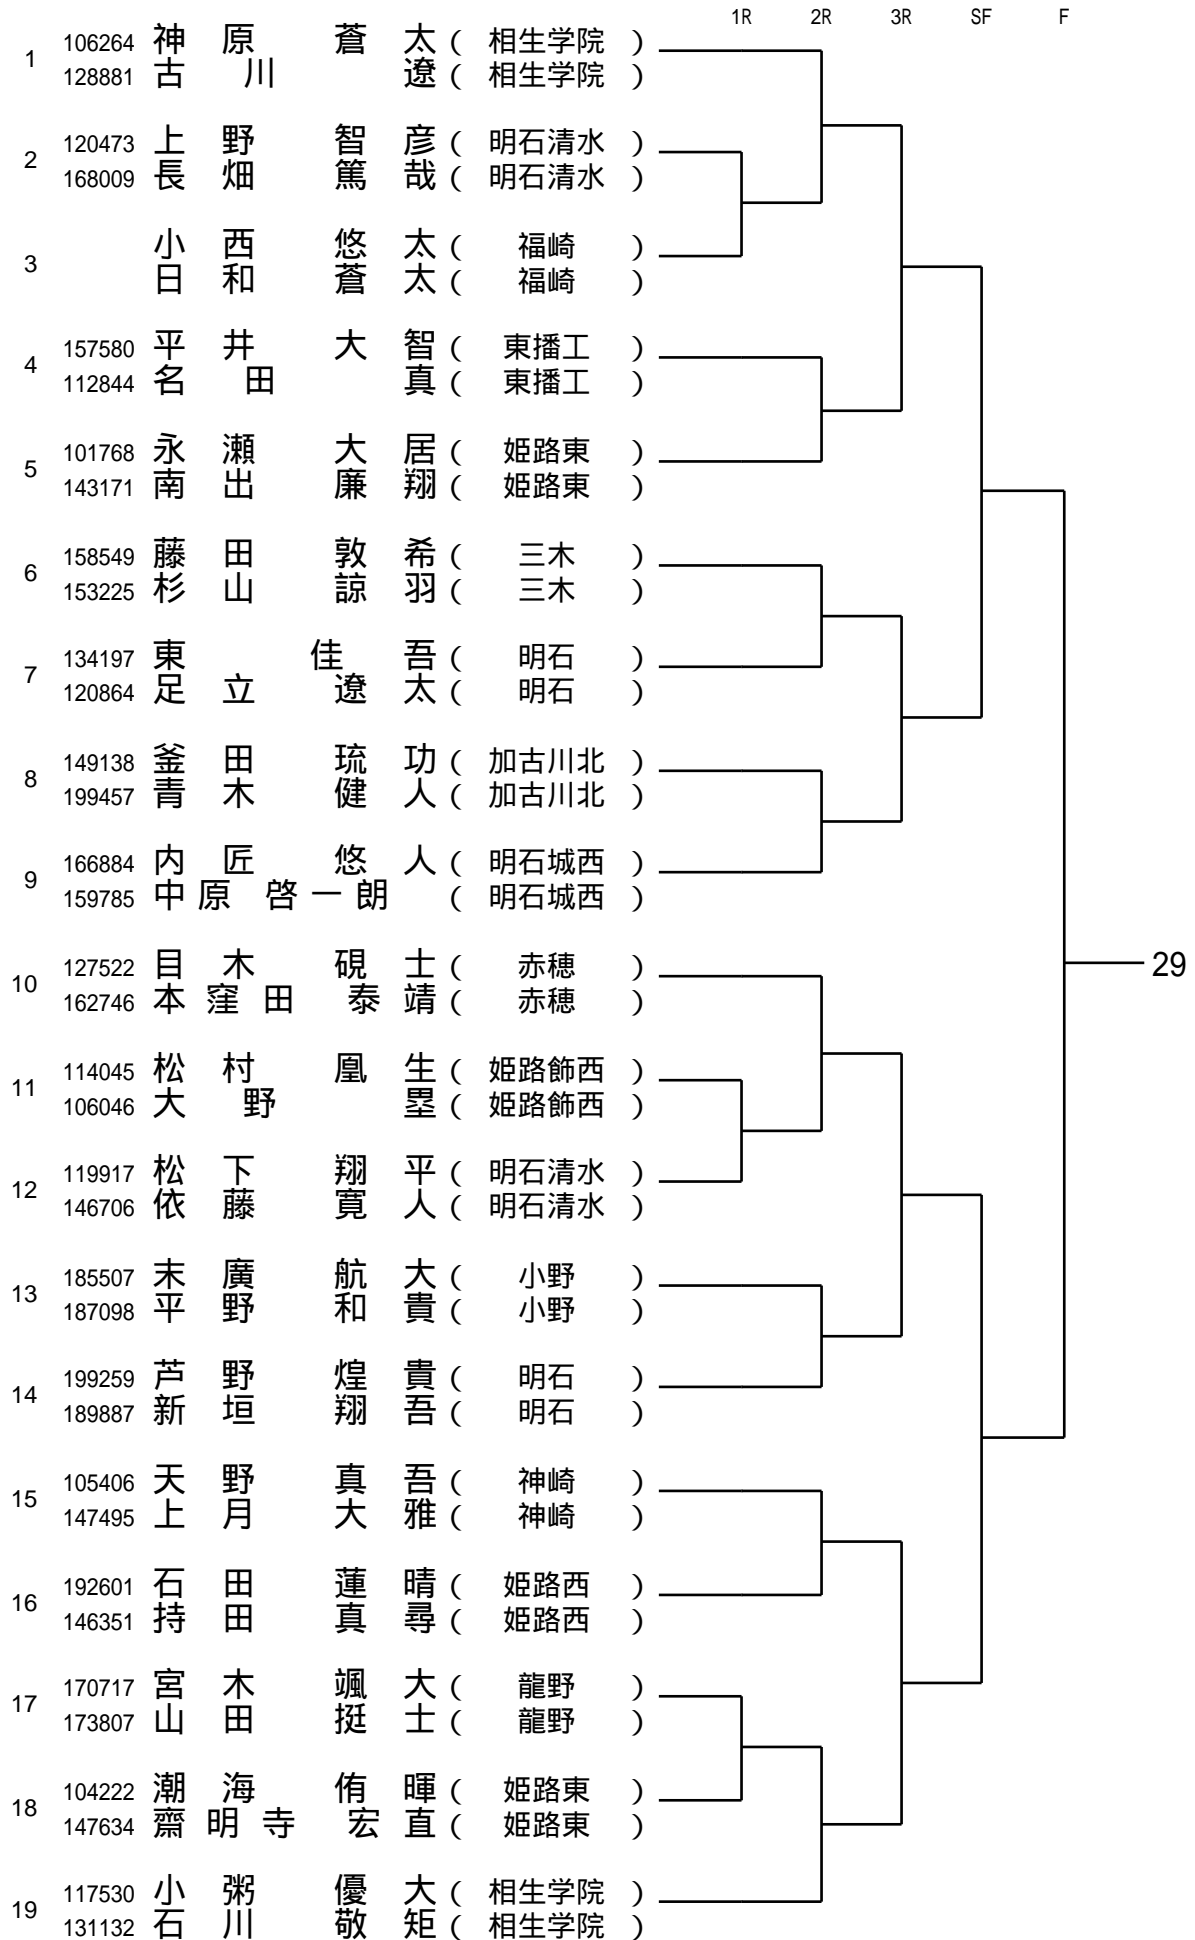 1R 2R 3R SF F
1
106264 神原 蒼太 ( 相生学院 )
128881 古川 遼 ( 相生学院 )
2
120473 上野 智彦 ( 明石清水 )
168009 長畑 篤哉 ( 明石清水 )
3
小西 悠太 ( 福崎 )
日和 蒼太 ( 福崎 )
4
157580 平井 大智 ( 東播工 )
112844 名田 真 ( 東播工 )
5
101768 永瀬 大居 ( 姫路東 )
143171 南出 廉翔 ( 姫路東 )
6
158549 藤田 敦希 ( 三木 )
153225 杉山 諒羽 ( 三木 )
7
134197 東 佳吾 ( 明石 )
120864 足立 遼太 ( 明石 )
8
149138 釜田 琉功 ( 加古川北 )
199457 青木 健人 ( 加古川北 )
9
166884 内匠 悠人 ( 明石城西 )
159785 中原 啓一朗 ( 明石城西 )
10
127522 目木 硯士 ( 赤穂 )
162746 本窪田 泰靖 ( 赤穂 )
29
11
114045 松村 凰生 ( 姫路飾西 )
106046 大野 塁 ( 姫路飾西 )
12
119917 松下 翔平 ( 明石清水 )
146706 依藤 寛人 ( 明石清水 )
13
185507 末廣 航大 ( 小野 )
187098 平野 和貴 ( 小野 )
14
199259 芦野 煌貴 ( 明石 )
189887 新垣 翔吾 ( 明石 )
15
105406 天野 真吾 ( 神崎 )
147495 上月 大雅 ( 神崎 )
16
192601 石田 蓮晴 ( 姫路西 )
146351 持田 真尋 ( 姫路西 )
17
170717 宮木 颯大 ( 龍野 )
173807 山田 挺士 ( 龍野 )
18
104222 潮海 侑暉 ( 姫路東 )
147634 齋明寺 宏直 ( 姫路東 )
19
117530 小粥 優大 ( 相生学院 )
131132 石川 敬矩 ( 相生学院 )